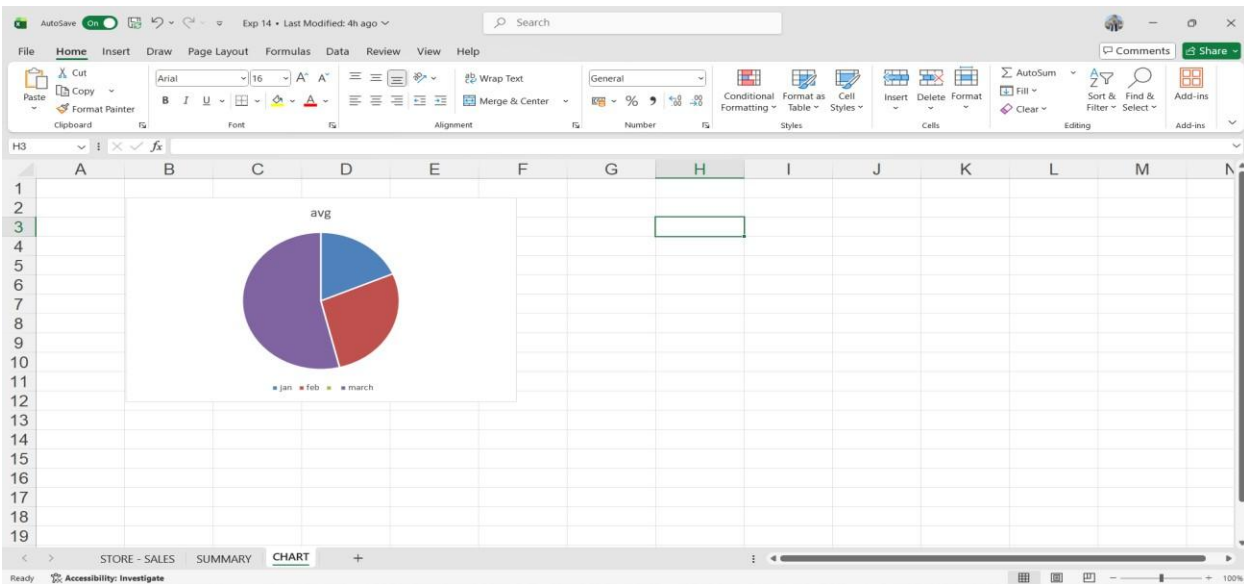 AutoSave On Exp 14 • Last Modified: 4h ago Search
File Home Insert Draw Page Layout Formulas Data Review View Help Comments Share
Paste Cut Copy Format Painter Clipboard
Arial 16 A A B I U A Font
Wrap Text Merge & Center Alignment
General % Number
Conditional Formatting Format as Table Cell Styles Styles
Insert Delete Format Cells
AutoSum Fill Clear Sort & Filter Find & Select Editing
Add-ins Add-ins
H3 fx
A B C D E F G H I J K L M N
1
2
avg
3
4
5
6
7
8
9
10
11
jan feb march
12
13
14
15
16
17
18
19
STORE - SALES SUMMARY CHART +
Ready Accessibility: Investigate 100%